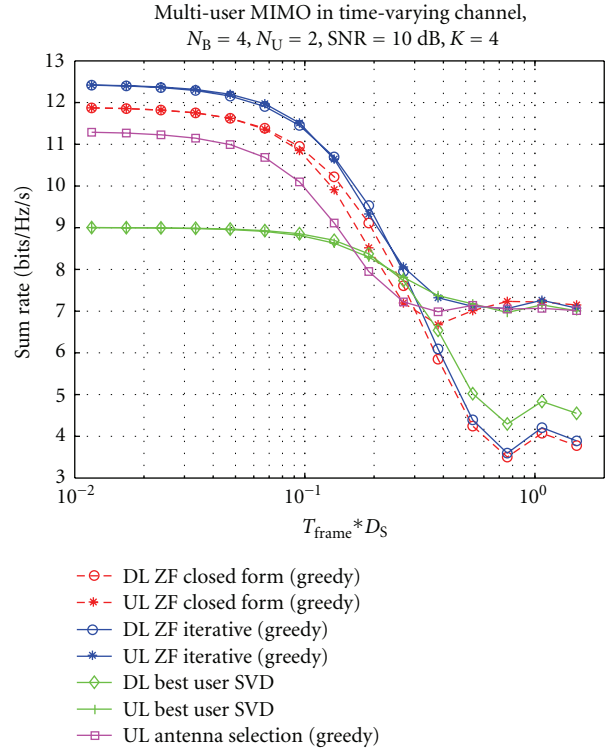 Multi-user MIMO in time-varying channel,
N_B = 4, N_U = 2, SNR = 10 dB, K = 4
13
12
11
10
9
8
7
6
5
4
3
Sum rate (bits/Hz/s)
10^-2
10^-1
10^0
T_frame*D_S
DL ZF closed form (greedy)
UL ZF closed form (greedy)
DL ZF iterative (greedy)
UL ZF iterative (greedy)
DL best user SVD
UL best user SVD
UL antenna selection (greedy)